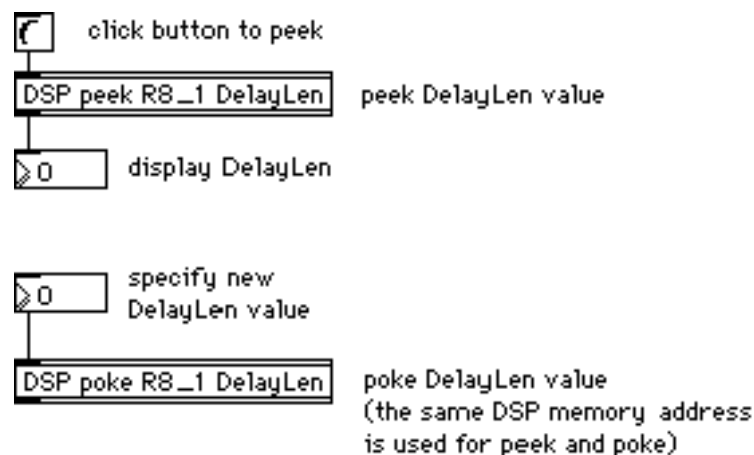 click button to peek
DSP peek R8_1 DelayLen
peek DelayLen value
0
display DelayLen
0
specify new
DelayLen value
DSP poke R8_1 DelayLen
poke DelayLen value
(the same DSP memory address
is used for peek and poke)